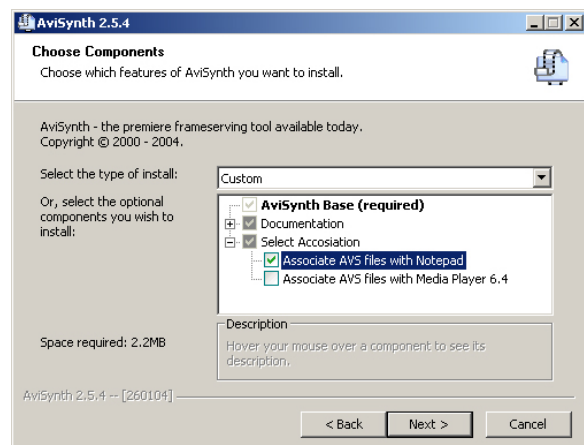 AviSynth 2.5.4
Choose Components
Choose which features of AviSynth you want to install.
AviSynth - the premiere frameserving tool available today.
Copyright © 2000 - 2004.
Select the type of install:
Custom
Or, select the optional
components you wish to
install:
AviSynth Base (required)
Documentation
Select Accosiation
Associate AVS files with Notepad
Associate AVS files with Media Player 6.4
Space required: 2.2MB
Description
Hover your mouse over a component to see its
description.
AviSynth 2.5.4 -- [260104]
< Back
Next >
Cancel